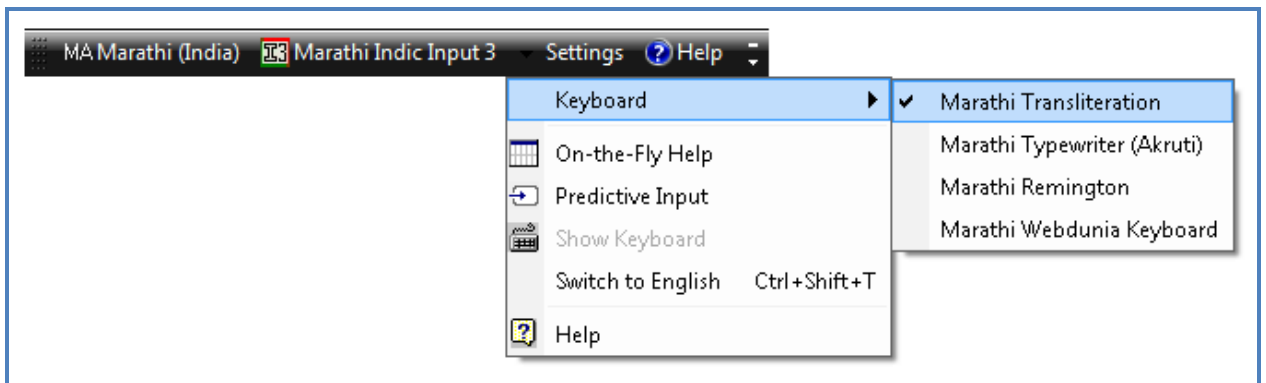 MA Marathi (India) Marathi Indic Input 3 Settings Help
Keyboard
On-the-Fly Help
Predictive Input
Show Keyboard
Switch to English Ctrl+Shift+T
Help
Marathi Transliteration
Marathi Typewriter (Akruti)
Marathi Remington
Marathi Webdunia Keyboard